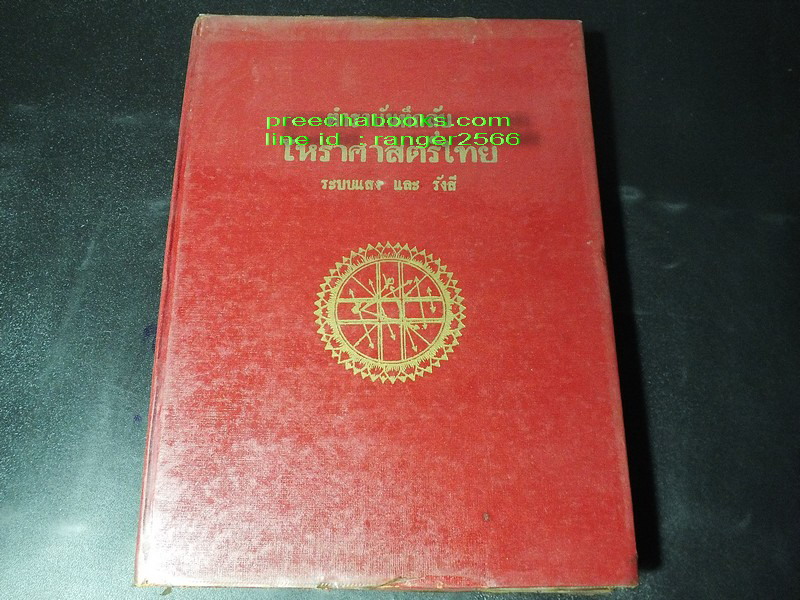 preedhabooks.com
line id : ranger2566
โหราศาสตร์ไทย
ระบบแสง และ รังสี